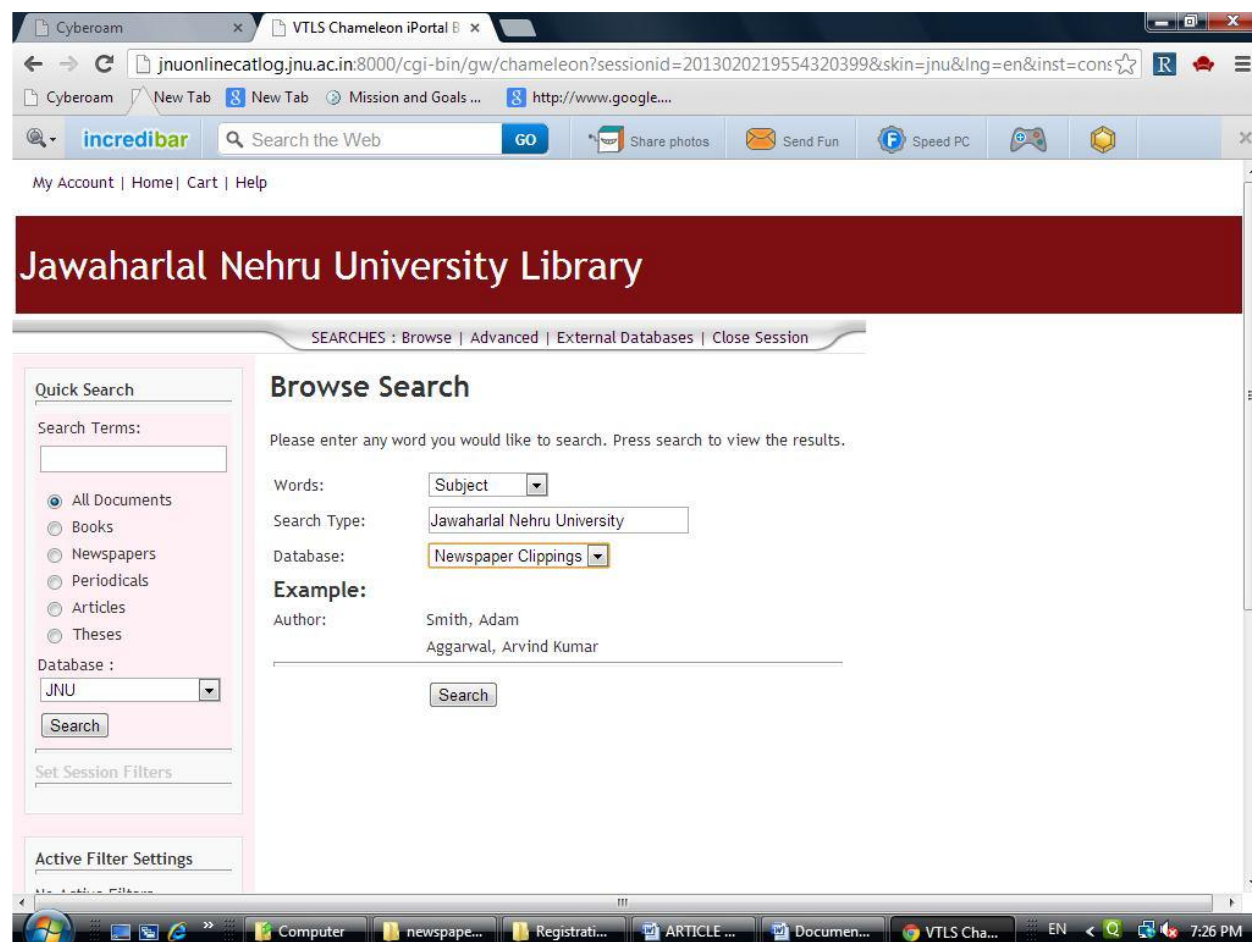 Cyberoam
VTLS Chameleon iPortal B
jnuonlinecatlog.jnu.ac.in:8000/cgi-bin/gw/chameleon?sessionid=2013020219554320399&skin=jnu&lng=en&inst=cons
Cyberoam New Tab New Tab Mission and Goals ... http://www.google....
incredibar Search the Web GO Share photos Send Fun Speed PC
My Account | Home| Cart | Help
Jawaharlal Nehru University Library
SEARCHES : Browse | Advanced | External Databases | Close Session
Quick Search
Search Terms:
All Documents
Books
Newspapers
Periodicals
Articles
Theses
Database :
JNU
Search
Set Session Filters
Active Filter Settings
No Active Filters
Browse Search
Please enter any word you would like to search. Press search to view the results.
Words: Subject
Search Type: Jawaharlal Nehru University
Database: Newspaper Clippings
Example:
Author: Smith, Adam
Aggarwal, Arvind Kumar
Search
Computer newspape... Registrati... ARTICLE ... Documen... VTLS Cha... EN 7:26 PM